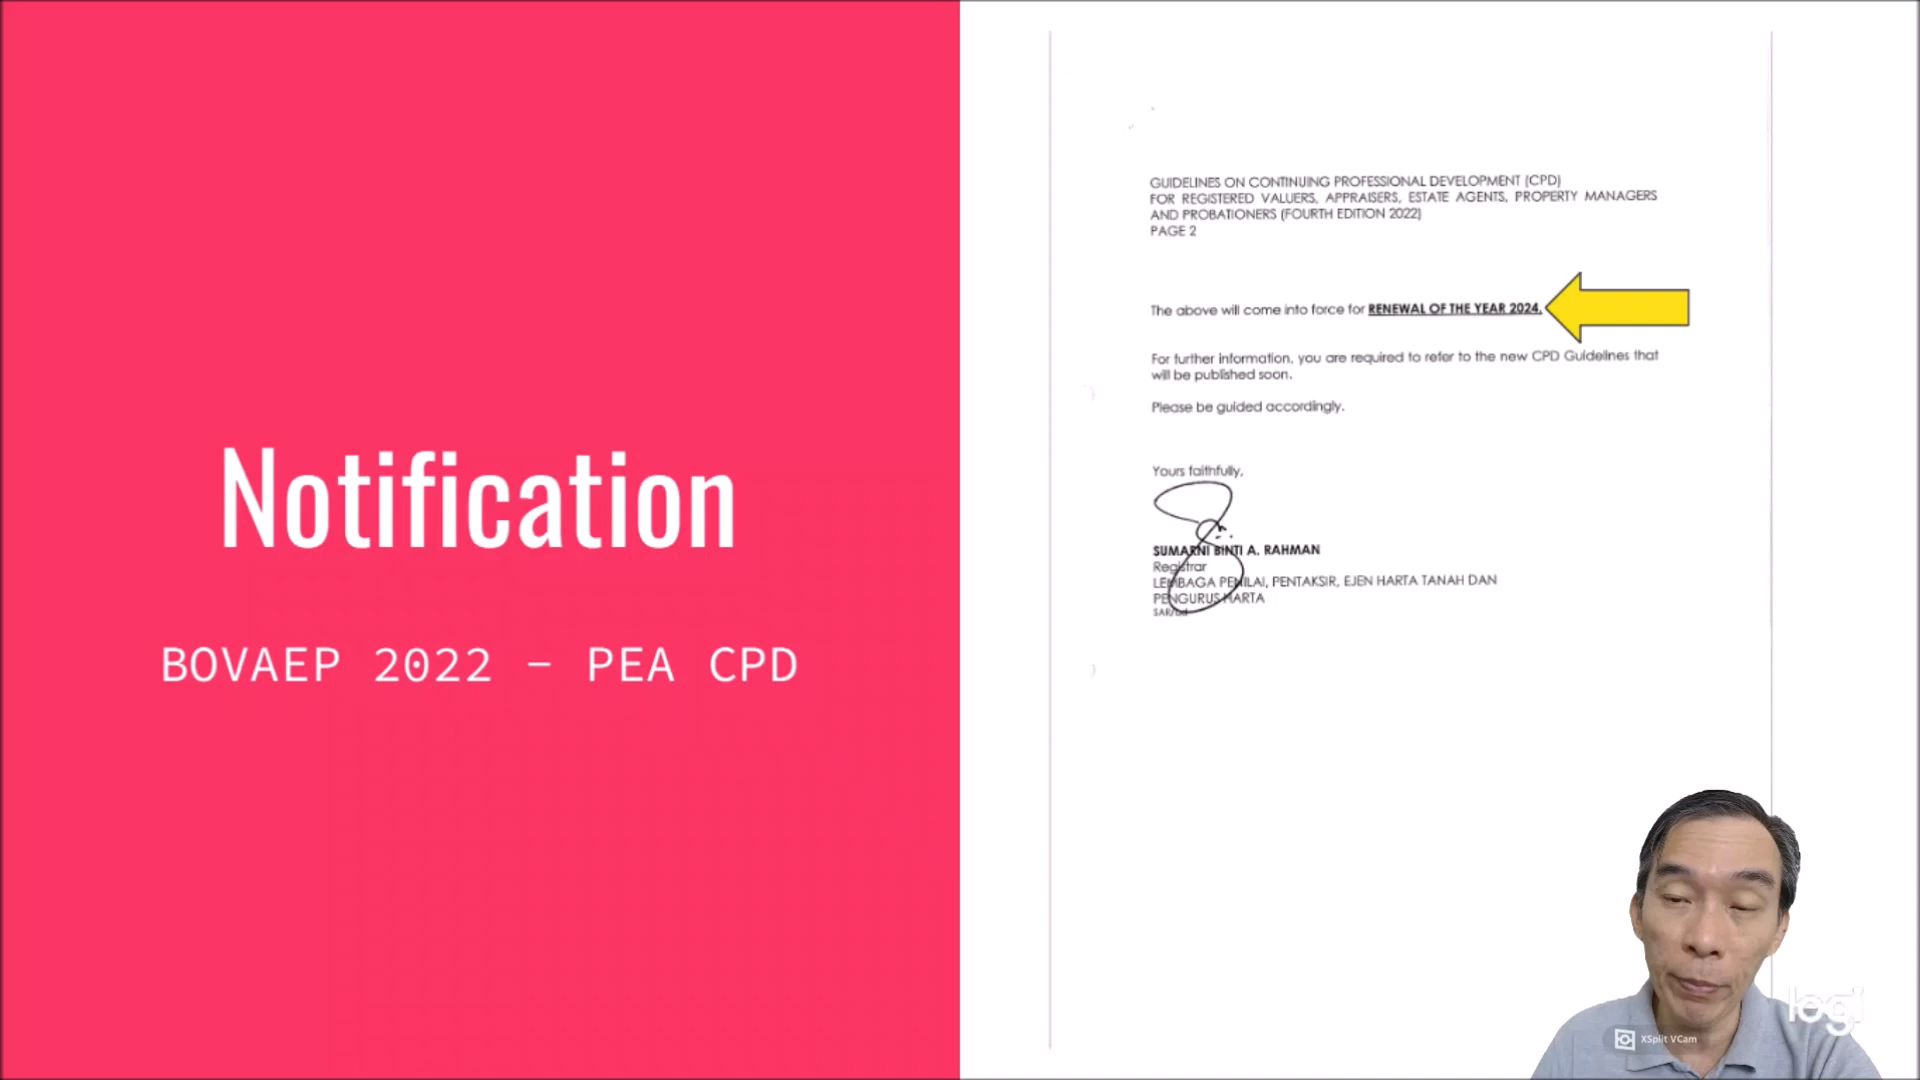 Notification
BOVAEP 2022 - PEA CPD
GUIDELINES ON CONTINUING PROFESSIONAL DEVELOPMENT (CPD)
FOR REGISTERED VALUERS, APPRAISERS, ESTATE AGENTS, PROPERTY MANAGERS
AND PROBATIONERS (FOURTH EDITION 2022)
PAGE 2
The above will come into force for RENEWAL OF THE YEAR 2024.
For further information, you are required to refer to the new CPD Guidelines that
will be published soon.
Please be guided accordingly.
Yours faithfully,
SUMARNI BINTI A. RAHMAN
Registrar
LEMBAGA PENILAI, PENTAKSIR, EJEN HARTA TANAH DAN
PENGURUS HARTA
logi
XSplit VCam